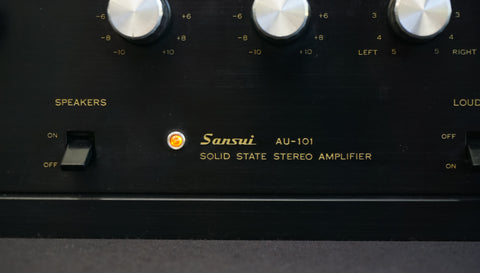 -6 +6 -6 +6 3 3
-8 +8 -8 +8 4 4
-10 +10 -10 +10 LEFT 5 5 RIGHT
SPEAKERS LOUD
ON Sansui AU-101 OFF
OFF SOLID STATE STEREO AMPLIFIER ON